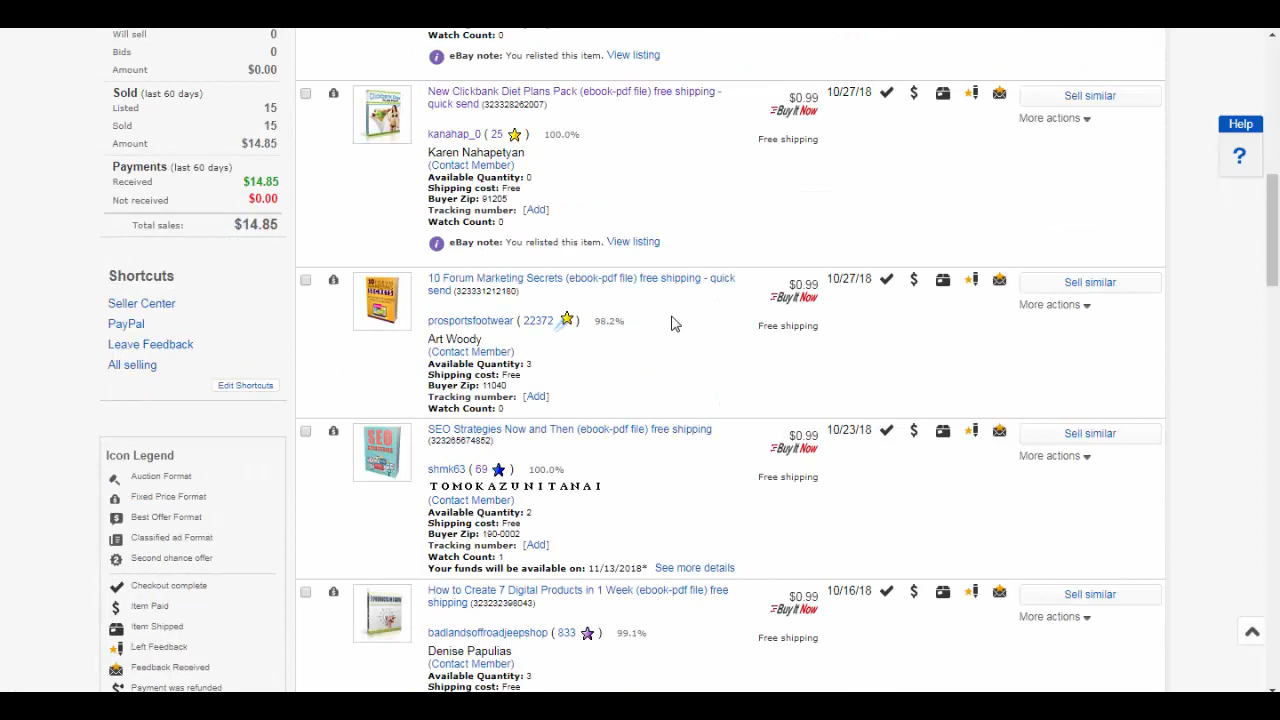 Will sell 0
Bids 0
Amount $0.00
Sold (last 60 days)
Listed 15
Sold 15
Amount $14.85
Payments (last 60 days)
Received $14.85
Not received $0.00
Total sales: $14.85
Shortcuts
Seller Center
PayPal
Leave Feedback
All selling
Edit Shortcuts
Icon Legend
Auction Format
Fixed Price Format
Best Offer Format
Classified ad Format
Second chance offer
Checkout complete
Item Paid
Item Shipped
Left Feedback
Feedback Received
Payment was refunded
Watch Count: 0
eBay note: You relisted this item. View listing
New Clickbank Diet Plans Pack (ebook-pdf file) free shipping -
quick send (323328262007)
kanahap_0 ( 25 ) 100.0%
Karen Nahapetyan
(Contact Member)
Available Quantity: 0
Shipping cost: Free
Buyer Zip: 91205
Tracking number: [Add]
Watch Count: 0
eBay note: You relisted this item. View listing
$0.99
Buy It Now
Free shipping
10/27/18
Sell similar
More actions
10 Forum Marketing Secrets (ebook-pdf file) free shipping - quick
send (323331212180)
prosportsfootwear ( 22372 ) 98.2%
Art Woody
(Contact Member)
Available Quantity: 3
Shipping cost: Free
Buyer Zip: 11040
Tracking number: [Add]
Watch Count: 0
$0.99
Buy It Now
Free shipping
10/27/18
Sell similar
More actions
SEO
SEO Strategies Now and Then (ebook-pdf file) free shipping
(323265674852)
shmk63 ( 69 ) 100.0%
TOMOKAZUNITANAI
(Contact Member)
Available Quantity: 2
Shipping cost: Free
Buyer Zip: 190-0002
Tracking number: [Add]
Watch Count: 1
Your funds will be available on: 11/13/2018* See more details
$0.99
Buy It Now
Free shipping
10/23/18
Sell similar
More actions
How to Create 7 Digital Products in 1 Week (ebook-pdf file) free
shipping (323232398043)
badlandsoffroadjeepshop ( 833 ) 99.1%
Denise Papulias
(Contact Member)
Available Quantity: 3
Shipping cost: Free
$0.99
Buy It Now
Free shipping
10/16/18
Sell similar
More actions
Help
?